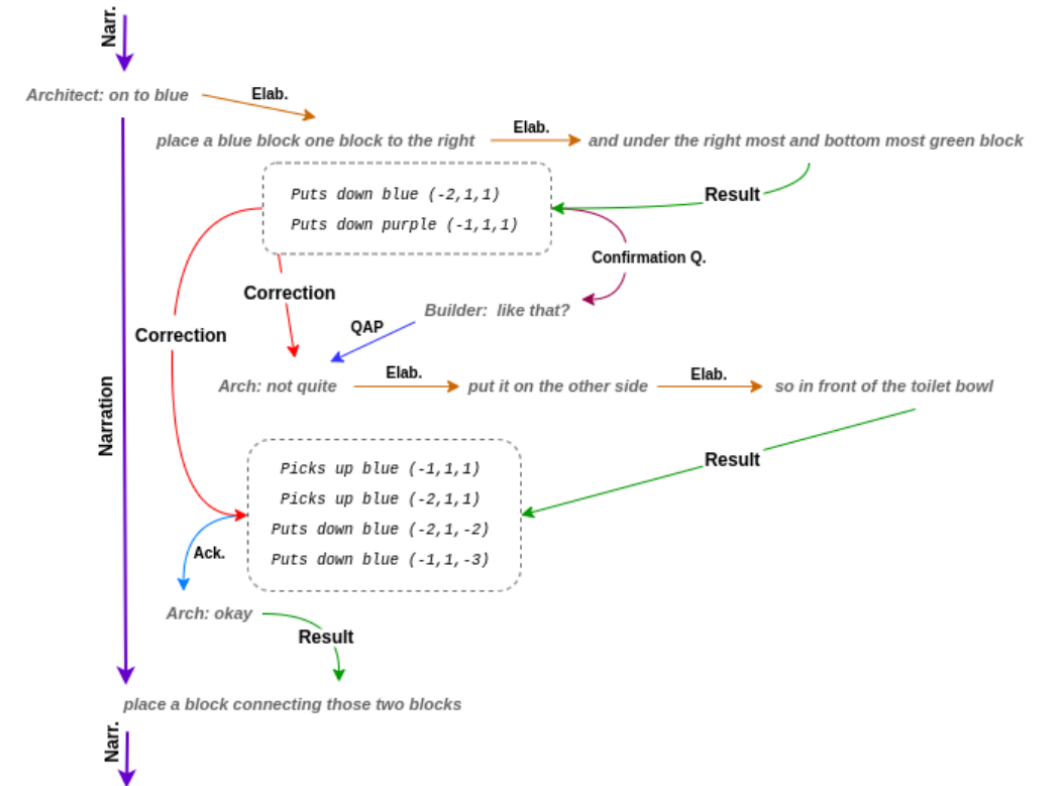 Narr.
Architect: on to blue
Elab.
place a blue block one block to the right
Elab.
and under the right most and bottom most green block
Puts down blue (-2,1,1)
Puts down purple (-1,1,1)
Result
Confirmation Q.
Correction
Builder: like that?
QAP
Correction
Arch: not quite
Elab.
put it on the other side
Elab.
so in front of the toilet bowl
Narration
Result
Picks up blue (-1,1,1)
Picks up blue (-2,1,1)
Puts down blue (-2,1,-2)
Puts down blue (-1,1,-3)
Ack.
Arch: okay
Result
place a block connecting those two blocks
Narr.